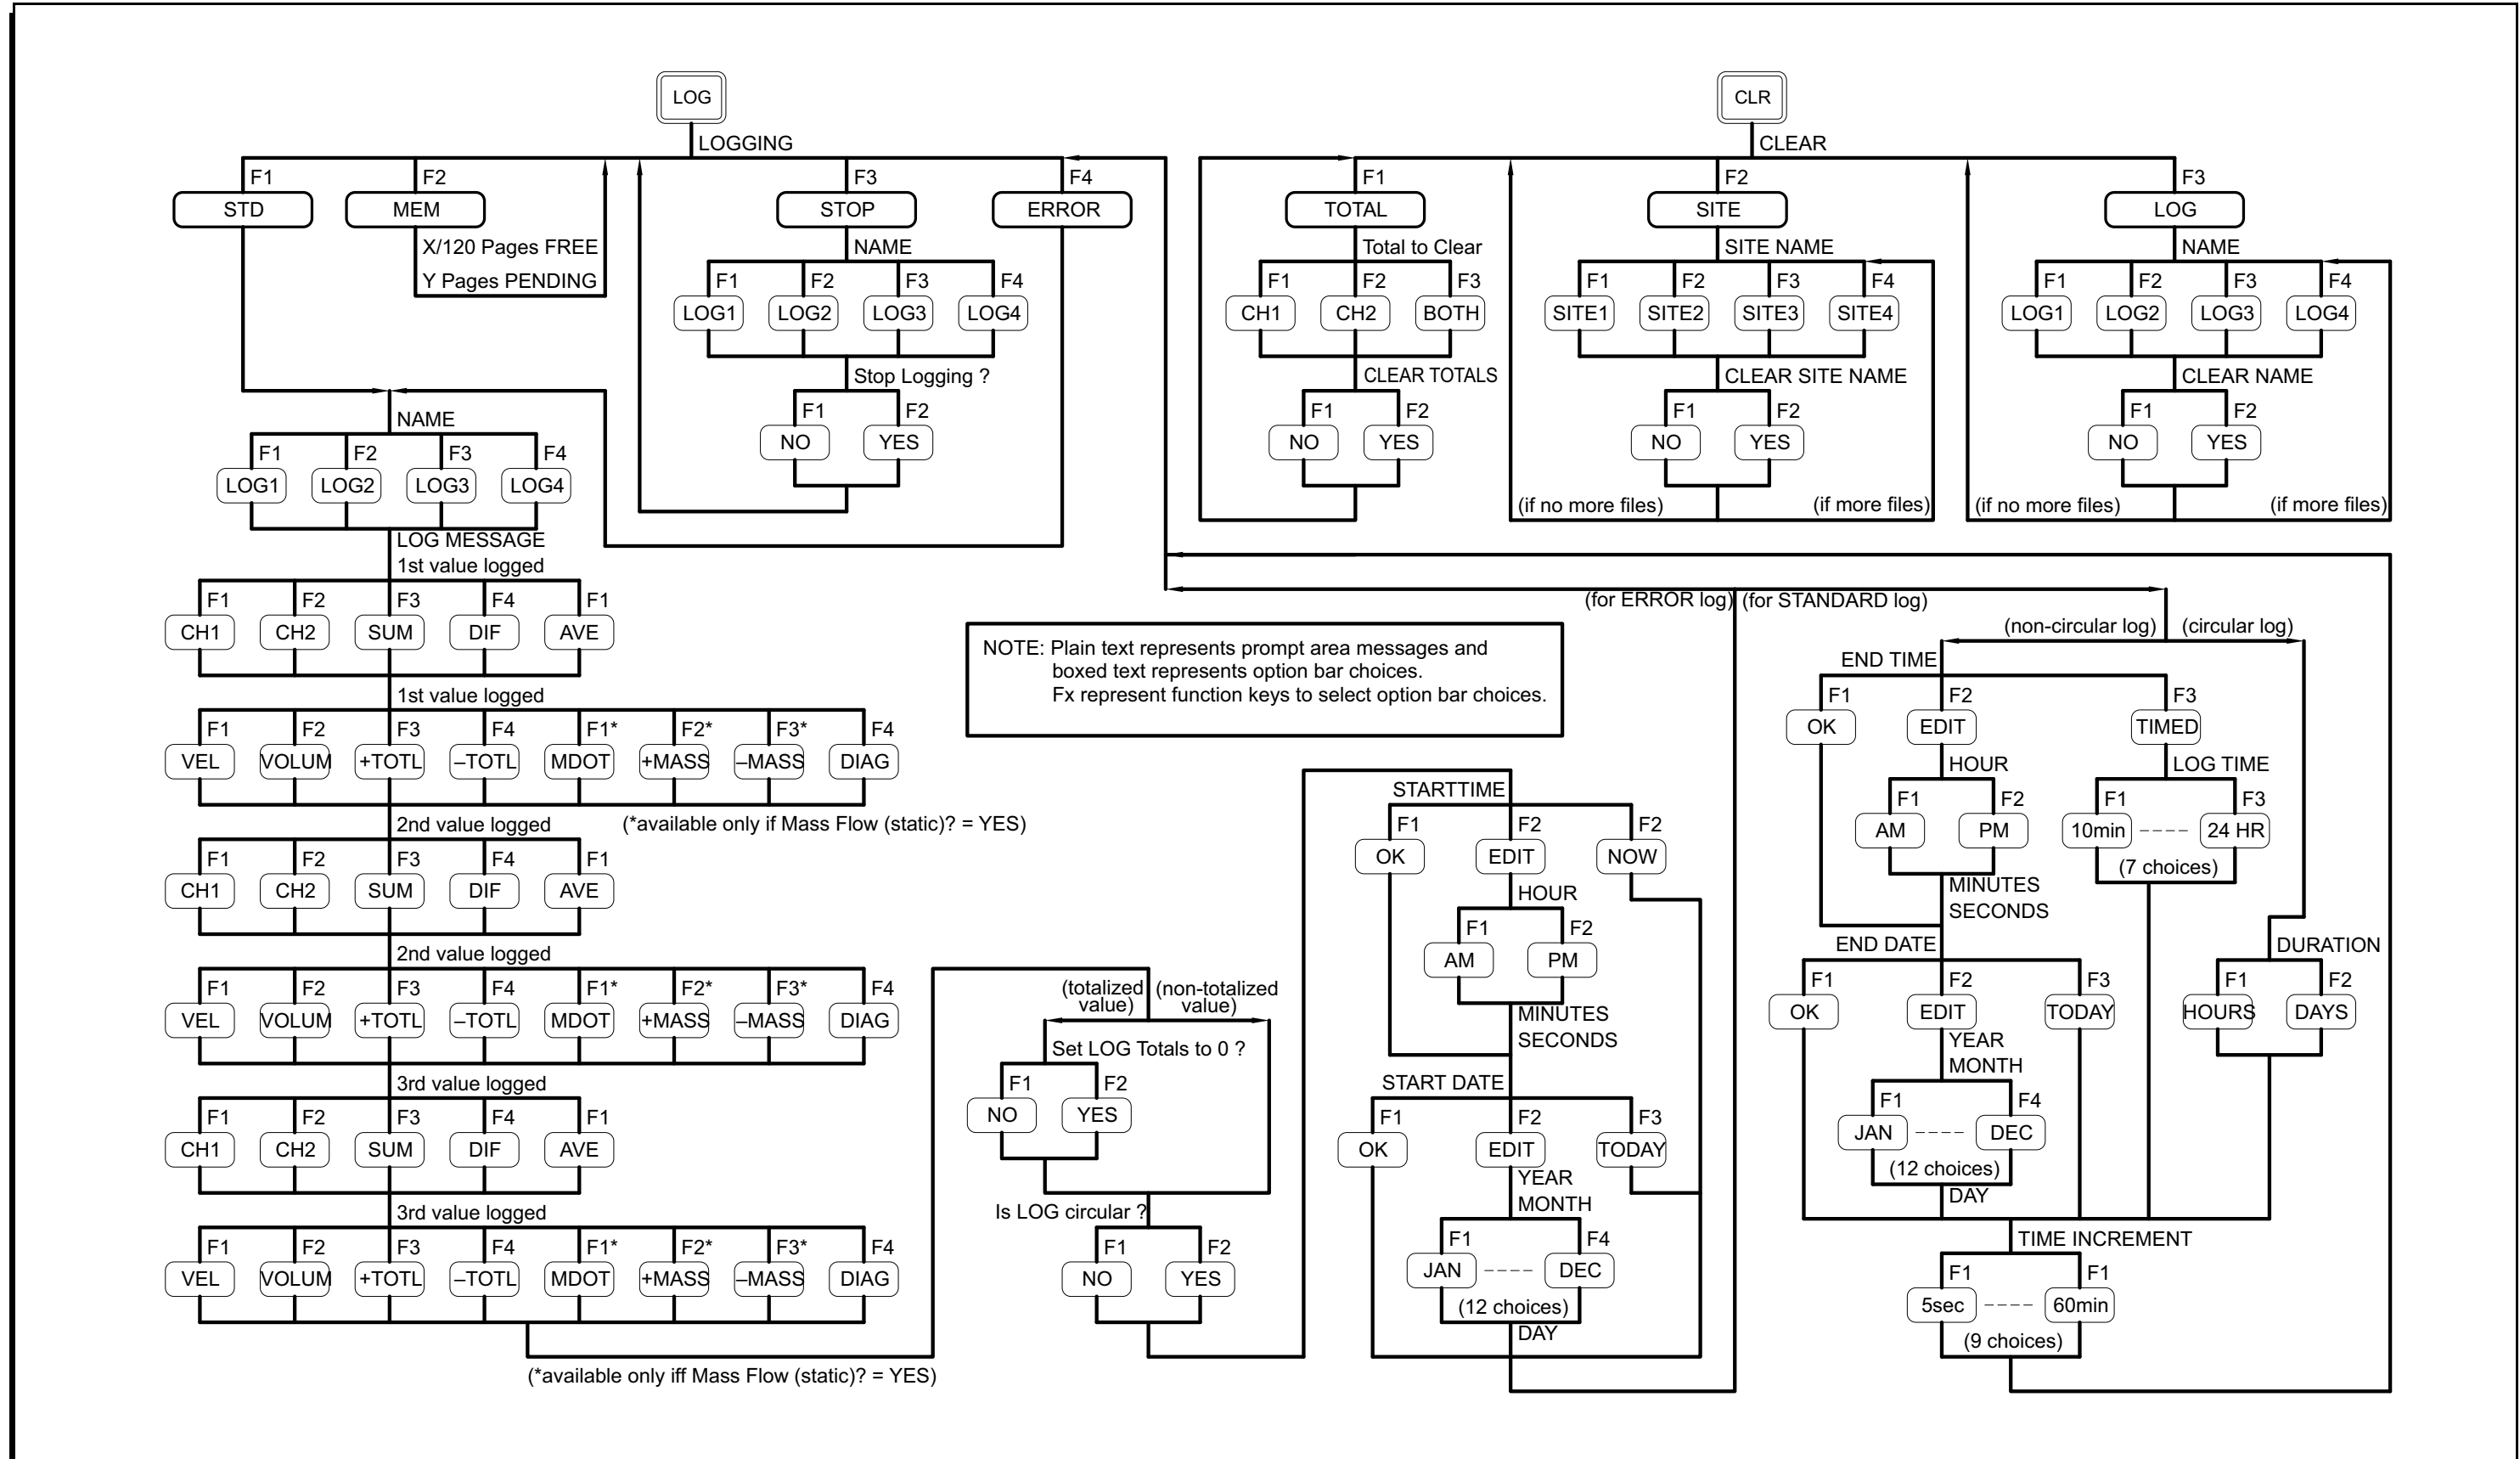 LOG
LOGGING
F1
F2
F3
F4
STD
MEM
STOP
ERROR
X/120 Pages FREE
Y Pages PENDING
NAME
F1
F2
F3
F4
LOG1
LOG2
LOG3
LOG4
Stop Logging ?
F1
F2
NO
YES
NAME
F1
F2
F3
F4
LOG1
LOG2
LOG3
LOG4
LOG MESSAGE
1st value logged
F1
F2
F3
F4
F1
CH1
CH2
SUM
DIF
AVE
1st value logged
F1
F2
F3
F4
F1*
F2*
F3*
F4
VEL
VOLUM
+TOTL
–TOTL
MDOT
+MASS
–MASS
DIAG
(*available only if Mass Flow (static)? = YES)
2nd value logged
F1
F2
F3
F4
F1
CH1
CH2
SUM
DIF
AVE
2nd value logged
F1
F2
F3
F4
F1*
F2*
F3*
F4
VEL
VOLUM
+TOTL
–TOTL
MDOT
+MASS
–MASS
DIAG
3rd value logged
F1
F2
F3
F4
F1
CH1
CH2
SUM
DIF
AVE
3rd value logged
F1
F2
F3
F4
F1*
F2*
F3*
F4
VEL
VOLUM
+TOTL
–TOTL
MDOT
+MASS
–MASS
DIAG
(*available only iff Mass Flow (static)? = YES)
CLR
CLEAR
F1
F2
F3
TOTAL
SITE
LOG
Total to Clear
F1
F2
F3
CH1
CH2
BOTH
CLEAR TOTALS
F1
F2
NO
YES
SITE NAME
F1
F2
F3
F4
SITE1
SITE2
SITE3
SITE4
CLEAR SITE NAME
F1
F2
NO
YES
(if no more files)
(if more files)
NAME
F1
F2
F3
F4
LOG1
LOG2
LOG3
LOG4
CLEAR NAME
F1
F2
NO
YES
(if no more files)
(if more files)
NOTE: Plain text represents prompt area messages and
boxed text represents option bar choices.
Fx represent function keys to select option bar choices.
(totalized
value)
(non-totalized
value)
Set LOG Totals to 0 ?
F1
F2
NO
YES
Is LOG circular ?
F1
F2
NO
YES
STARTTIME
F1
F2
F2
OK
EDIT
NOW
HOUR
F1
F2
AM
PM
MINUTES
SECONDS
START DATE
F1
F2
F3
OK
EDIT
TODAY
YEAR
MONTH
F1
F4
JAN
DEC
(12 choices)
DAY
(for ERROR log)
(for STANDARD log)
(non-circular log)
(circular log)
END TIME
F1
F2
F3
OK
EDIT
TIMED
HOUR
F1
F2
AM
PM
MINUTES
SECONDS
LOG TIME
F1
F3
10min
24 HR
(7 choices)
END DATE
F1
F2
F3
OK
EDIT
TODAY
YEAR
MONTH
F1
F4
JAN
DEC
(12 choices)
DAY
DURATION
F1
F2
HOURS
DAYS
TIME INCREMENT
F1
F1
5sec
60min
(9 choices)